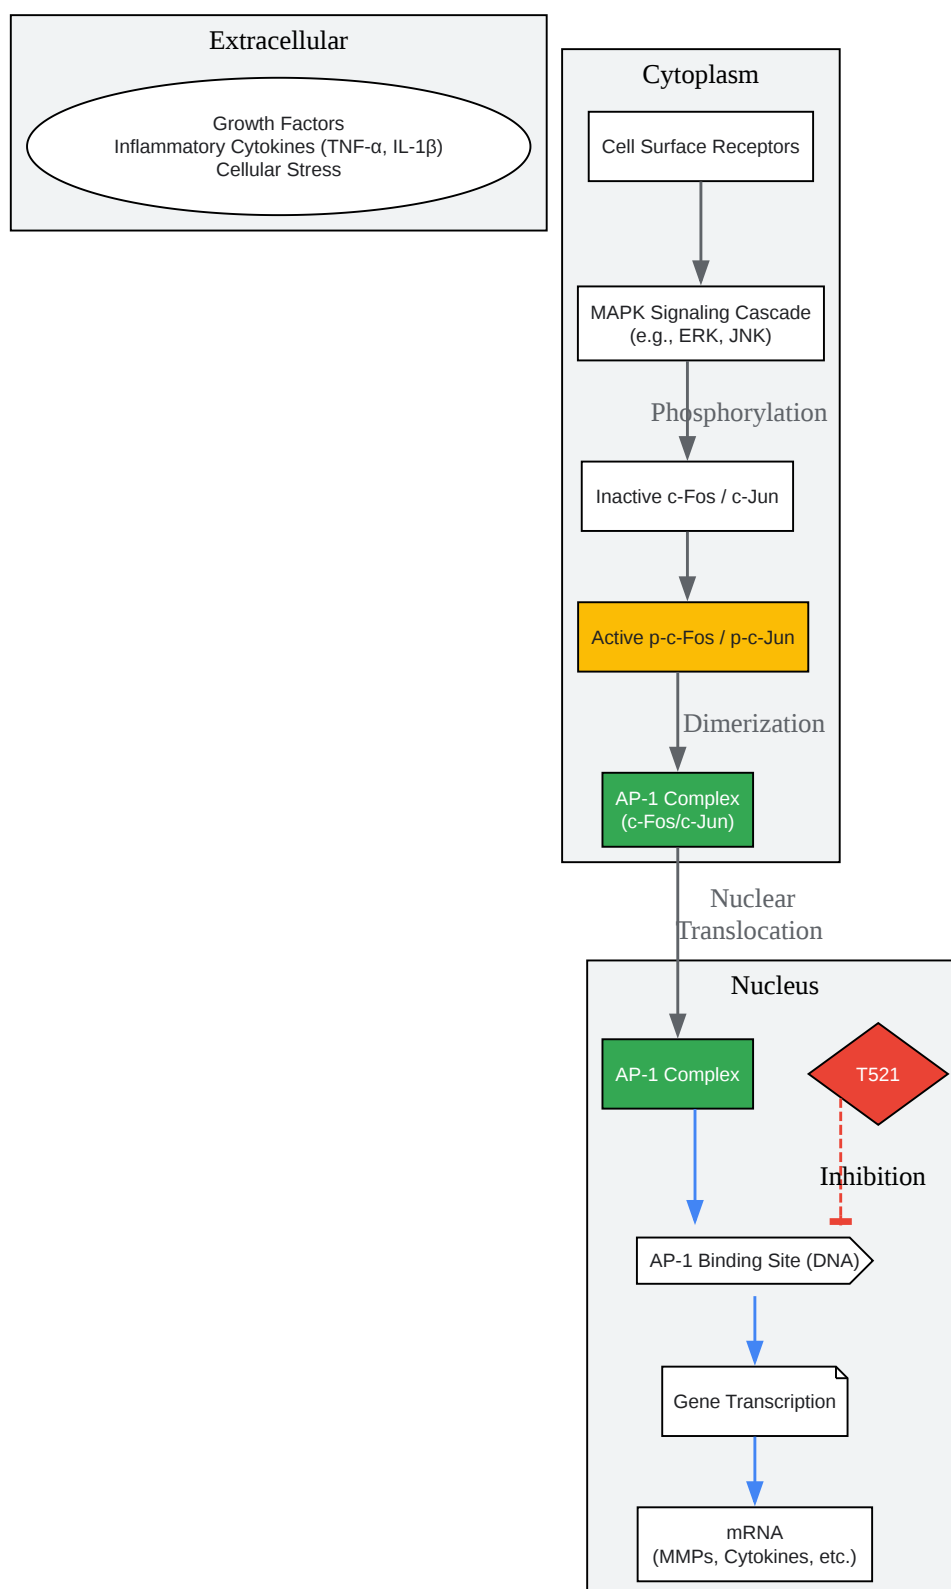 Extracellular
Growth Factors
Inflammatory Cytokines (TNF-α, IL-1β)
Cellular Stress
Cytoplasm
Cell Surface Receptors
MAPK Signaling Cascade
(e.g., ERK, JNK)
Phosphorylation
Inactive c-Fos / c-Jun
Active p-c-Fos / p-c-Jun
Dimerization
AP-1 Complex
(c-Fos/c-Jun)
Nuclear
Translocation
Nucleus
AP-1 Complex
T521
Inhibition
AP-1 Binding Site (DNA)
Gene Transcription
mRNA
(MMPs, Cytokines, etc.)